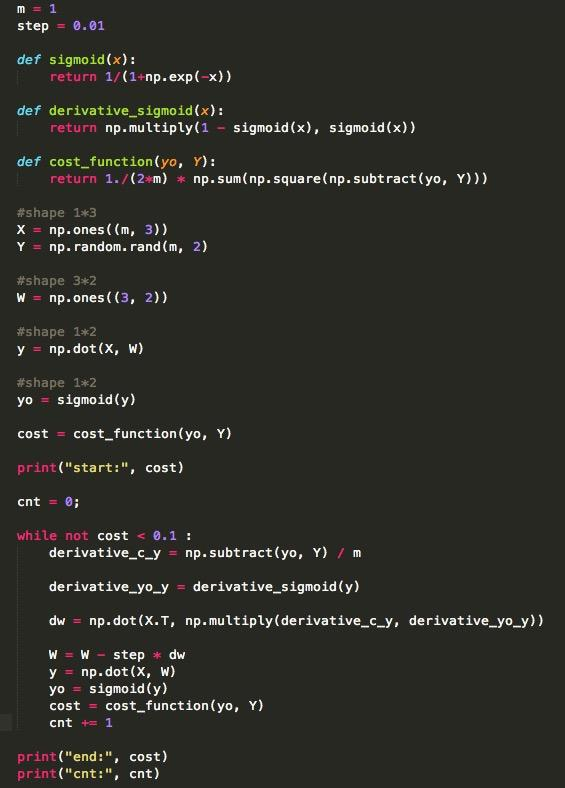 m = 1
step = 0.01
def sigmoid(x):
return 1/(1+np.exp(-x))
def derivative_sigmoid(x):
return np.multiply(1 - sigmoid(x), sigmoid(x))
def cost_function(yo, Y):
return 1./(2*m) * np.sum(np.square(np.subtract(yo, Y)))
#shape 1*3
X = np.ones((m, 3))
Y = np.random.rand(m, 2)
#shape 3*2
W = np.ones((3, 2))
#shape 1*2
y = np.dot(X, W)
#shape 1*2
yo = sigmoid(y)
cost = cost_function(yo, Y)
print("start:", cost)
cnt = 0;
while not cost < 0.1 :
derivative_c_y = np.subtract(yo, Y) / m
derivative_yo_y = derivative_sigmoid(y)
dw = np.dot(X.T, np.multiply(derivative_c_y, derivative_yo_y))
W = W - step * dw
y = np.dot(X, W)
yo = sigmoid(y)
cost = cost_function(yo, Y)
cnt += 1
print("end:", cost)
print("cnt:", cnt)